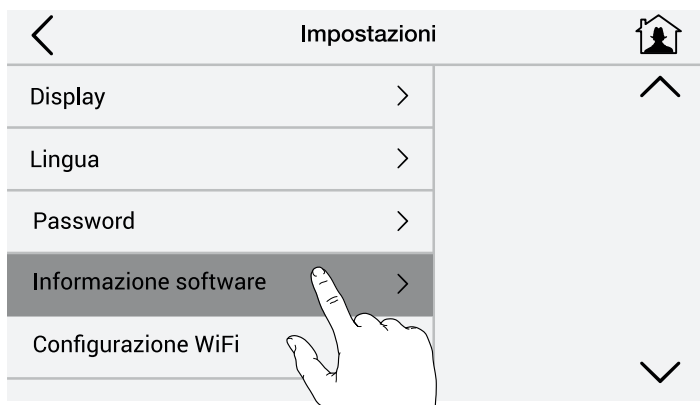 Impostazioni
Display
Lingua
Password
Informazione software
Configurazione WiFi